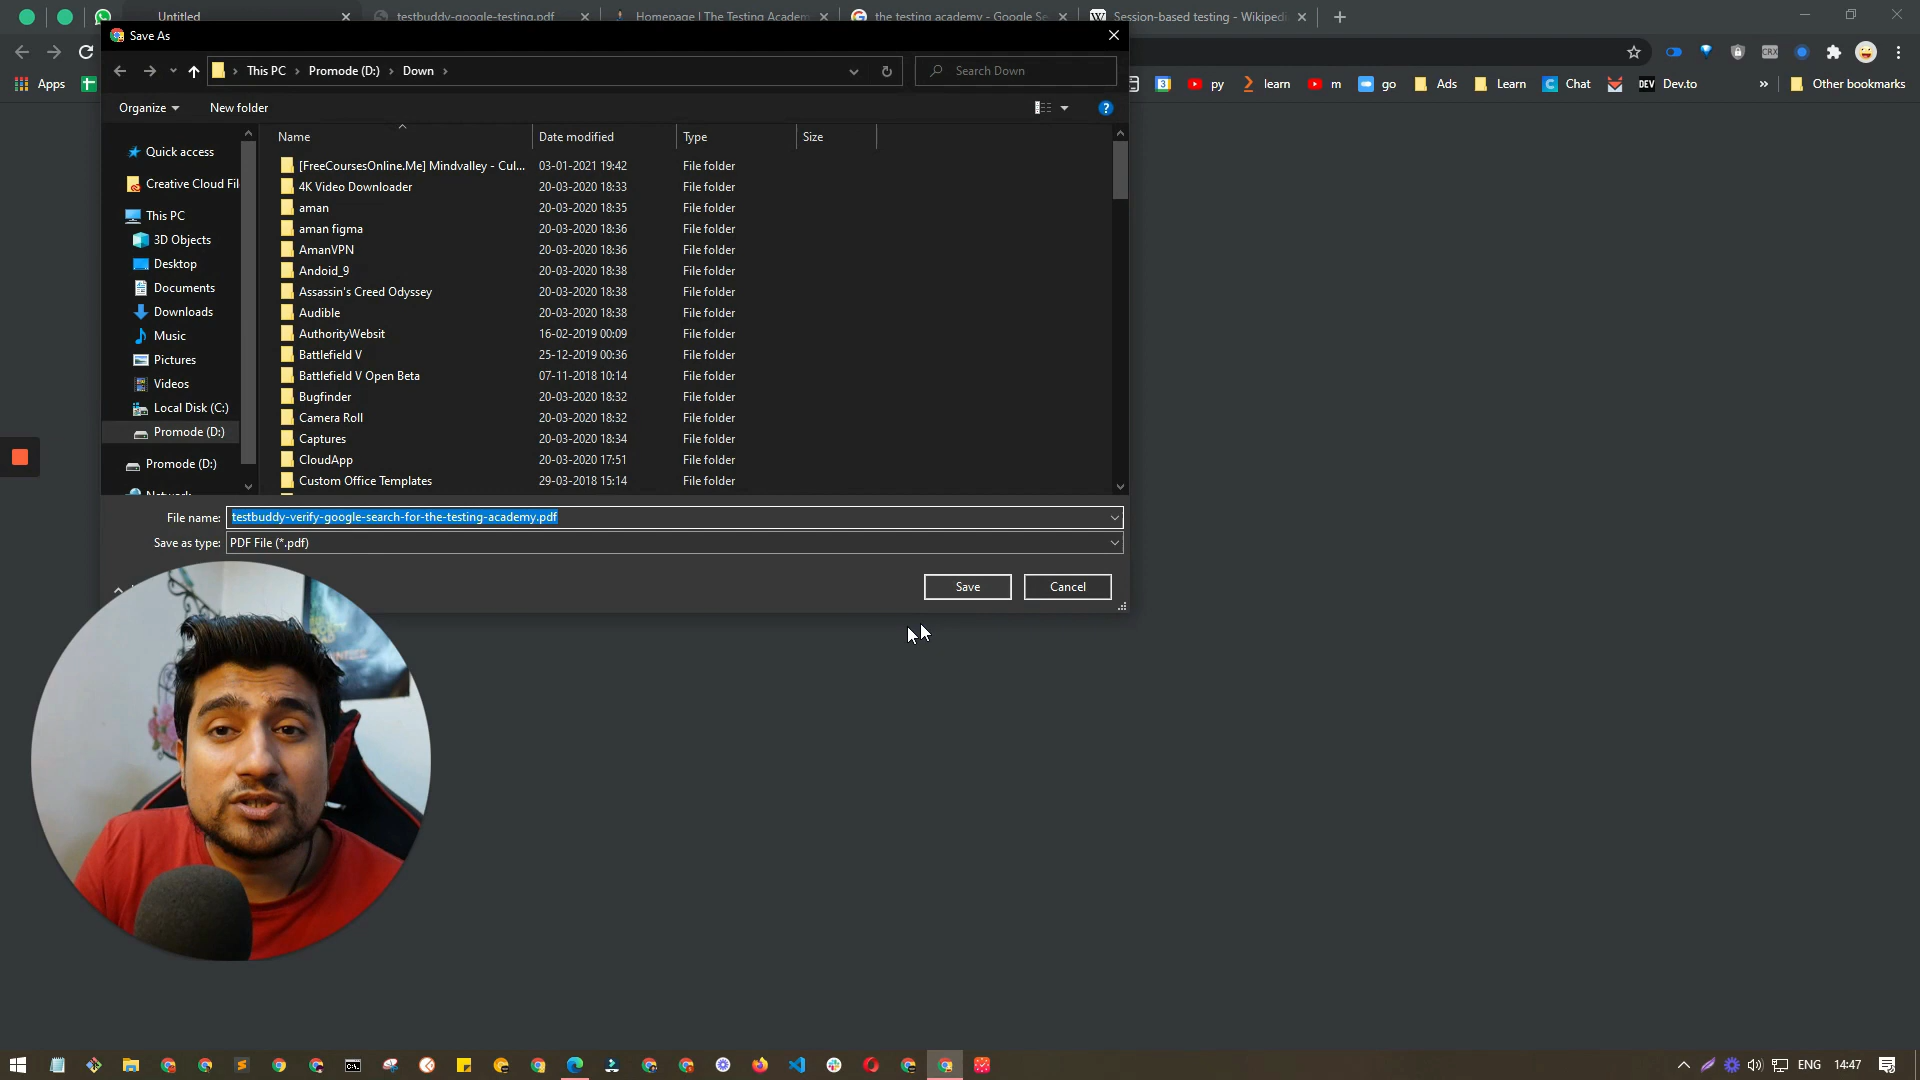 Untitled
testbuddy-google-testing.pdf
Homepage | The Testing Academ
the testing academy - Google Se
Session-based testing - Wikiped
Save As
This PC
Promode (D:)
Down
Search Down
Apps
py
learn
m
go
Ads
Learn
Chat
DEV
Dev.to
»
Other bookmarks
CRX
Organize
New folder
Name
Date modified
Type
Size
Quick access
Creative Cloud Fil
This PC
3D Objects
Desktop
Documents
Downloads
Music
Pictures
Videos
Local Disk (C:)
Promode (D:)
Promode (D:)
[FreeCoursesOnline.Me] Mindvalley - Cul... 03-01-2021 19:42 File folder
4K Video Downloader 20-03-2020 18:33 File folder
aman 20-03-2020 18:35 File folder
aman figma 20-03-2020 18:36 File folder
AmanVPN 20-03-2020 18:36 File folder
Andoid_9 20-03-2020 18:38 File folder
Assassin's Creed Odyssey 20-03-2020 18:38 File folder
Audible 20-03-2020 18:38 File folder
AuthorityWebsit 16-02-2019 00:09 File folder
Battlefield V 25-12-2019 00:36 File folder
Battlefield V Open Beta 07-11-2018 10:14 File folder
Bugfinder 20-03-2020 18:32 File folder
Camera Roll 20-03-2020 18:32 File folder
Captures 20-03-2020 18:34 File folder
CloudApp 20-03-2020 17:51 File folder
Custom Office Templates 29-03-2018 15:14 File folder
File name: testbuddy-verify-google-search-for-the-testing-academy.pdf
Save as type: PDF File (*.pdf)
Save
Cancel
ENG
14:47